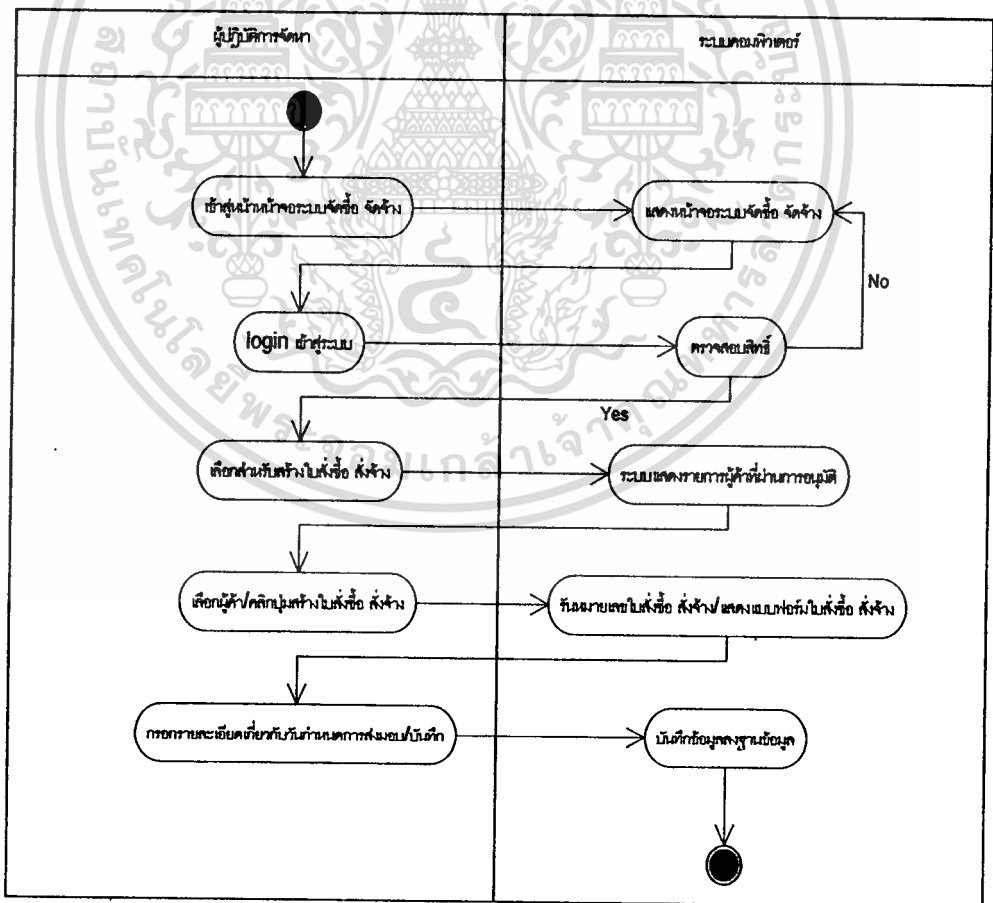 ผู้ปฏิบัติการจัดหา
ระบบคอมพิวเตอร์
เข้าสู่หน้าหน้าจอระบบจัดซื้อ จัดจ้าง
แสดงหน้าจอระบบจัดซื้อ จัดจ้าง
No
login เข้าสู่ระบบ
ตรวจสอบสิทธิ์
Yes
เลือกสำหรับสร้างใบสั่งซื้อ สั่งจ้าง
ระบบแสดงรายการผู้ค้าที่ผ่านการอนุมัติ
เลือกผู้ค้า/คลิกปุ่มสร้างใบสั่งซื้อ สั่งจ้าง
รันหมายเลขใบสั่งซื้อ สั่งจ้าง/แสดงแบบฟอร์มใบสั่งซื้อ สั่งจ้าง
กรอกรายละเอียดเกี่ยวกับวันกำหนดการส่งมอบ/บันทึก
บันทึกข้อมูลลงฐานข้อมูล